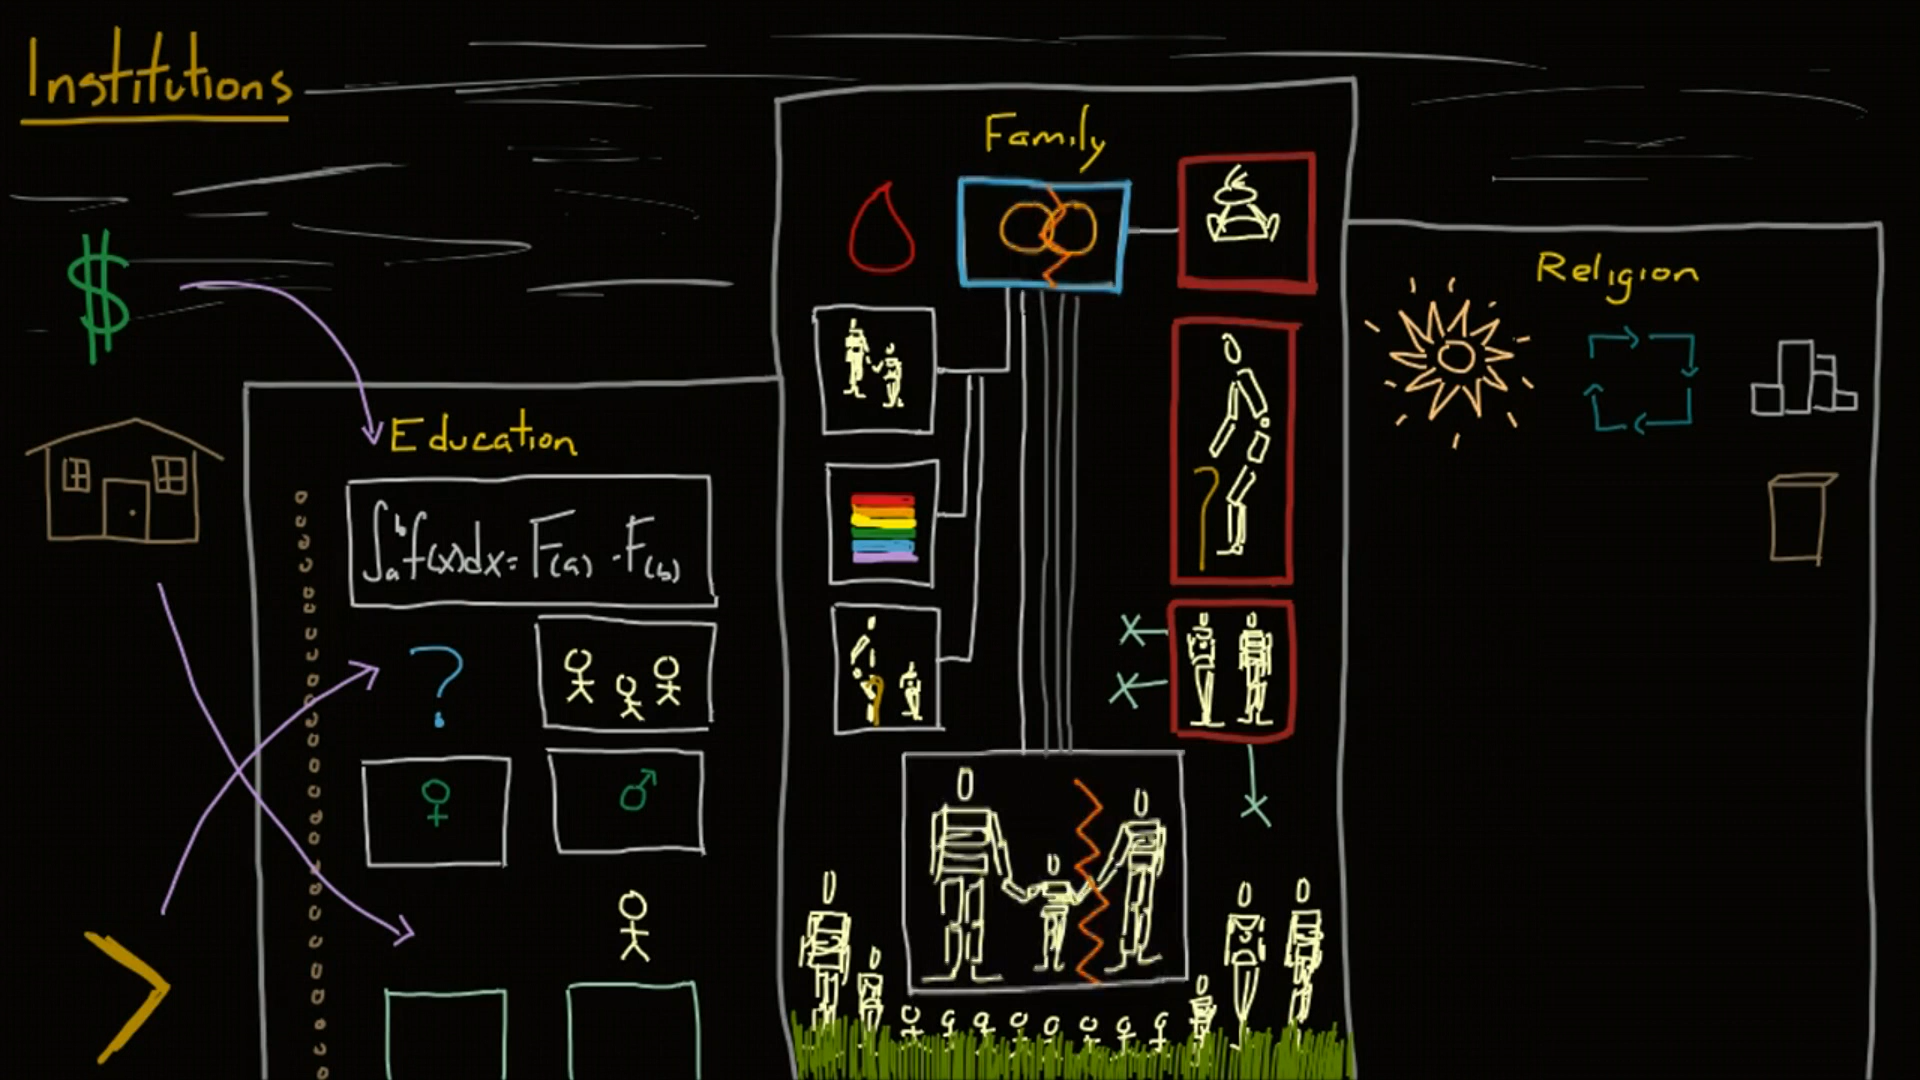 Institutions
Family
Religion
$
Education
∫ₐᵇf(x)dx = F(a) - F(b)
?
♀ ♂